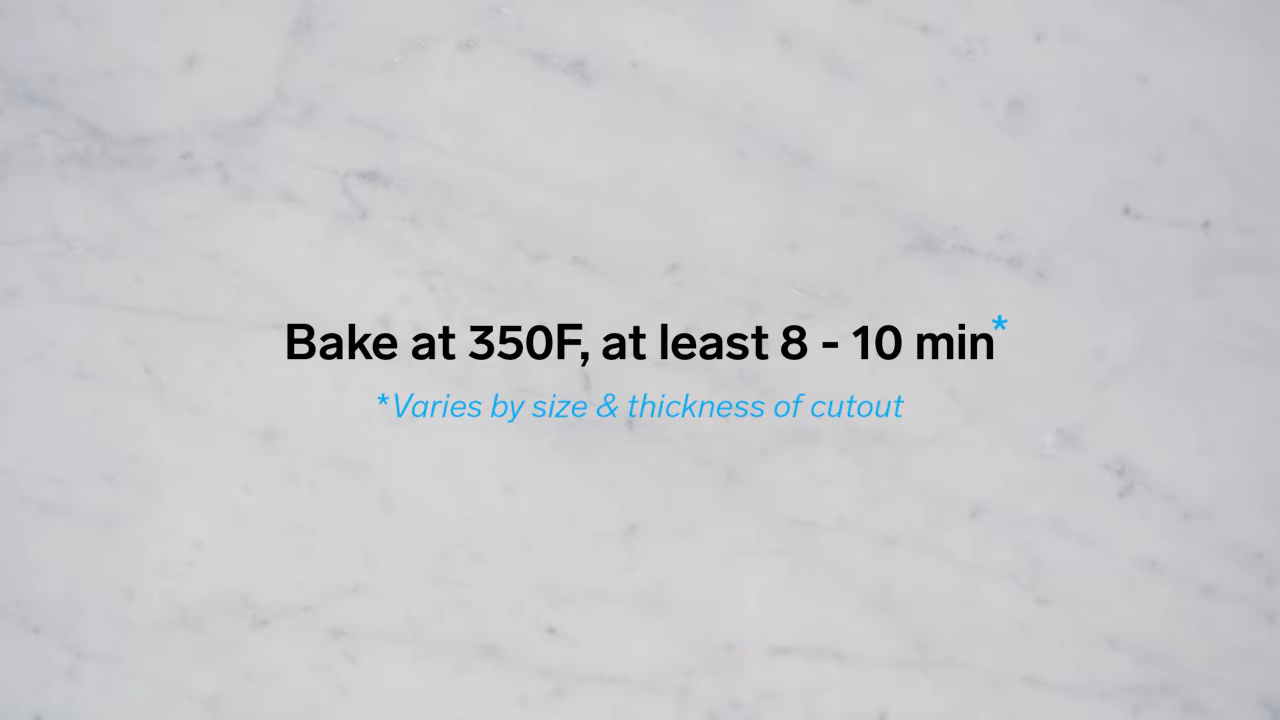 Bake at 350F, at least 8 - 10 min*
*Varies by size & thickness of cutout